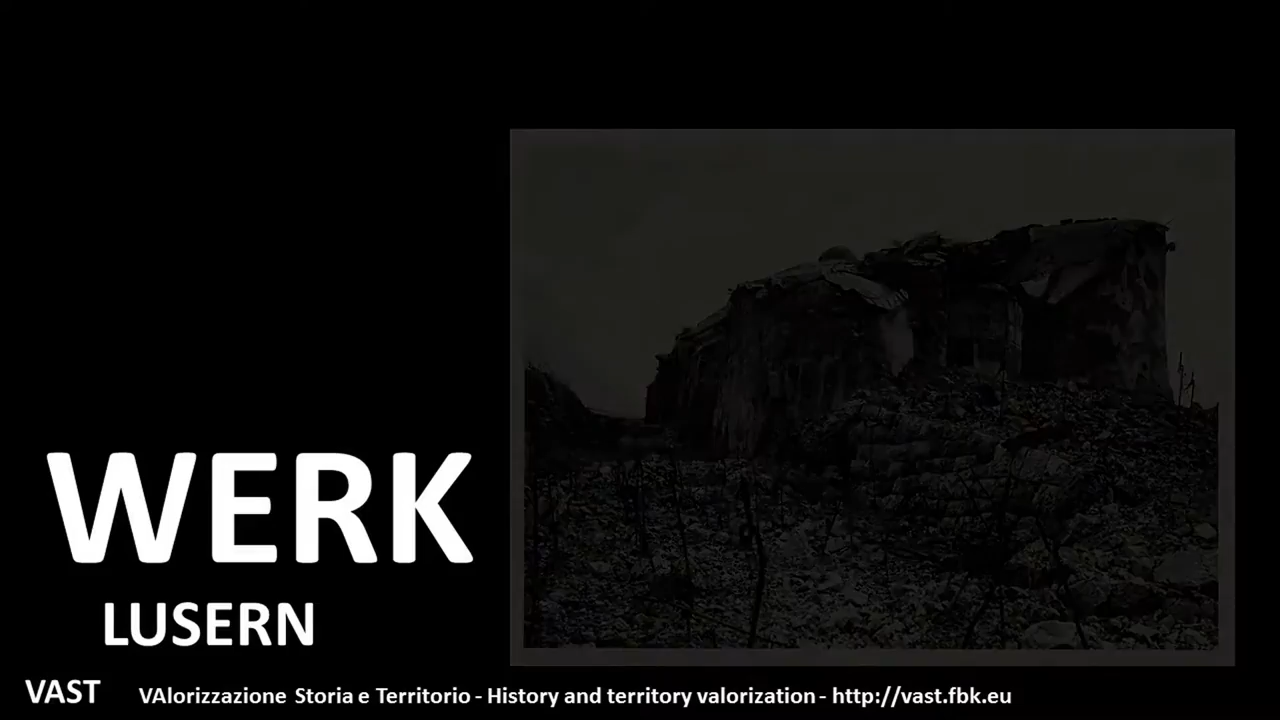 WERK
LUSERN
VAST VAlorizzazione Storia e Territorio - History and territory valorization - http://vast.fbk.eu